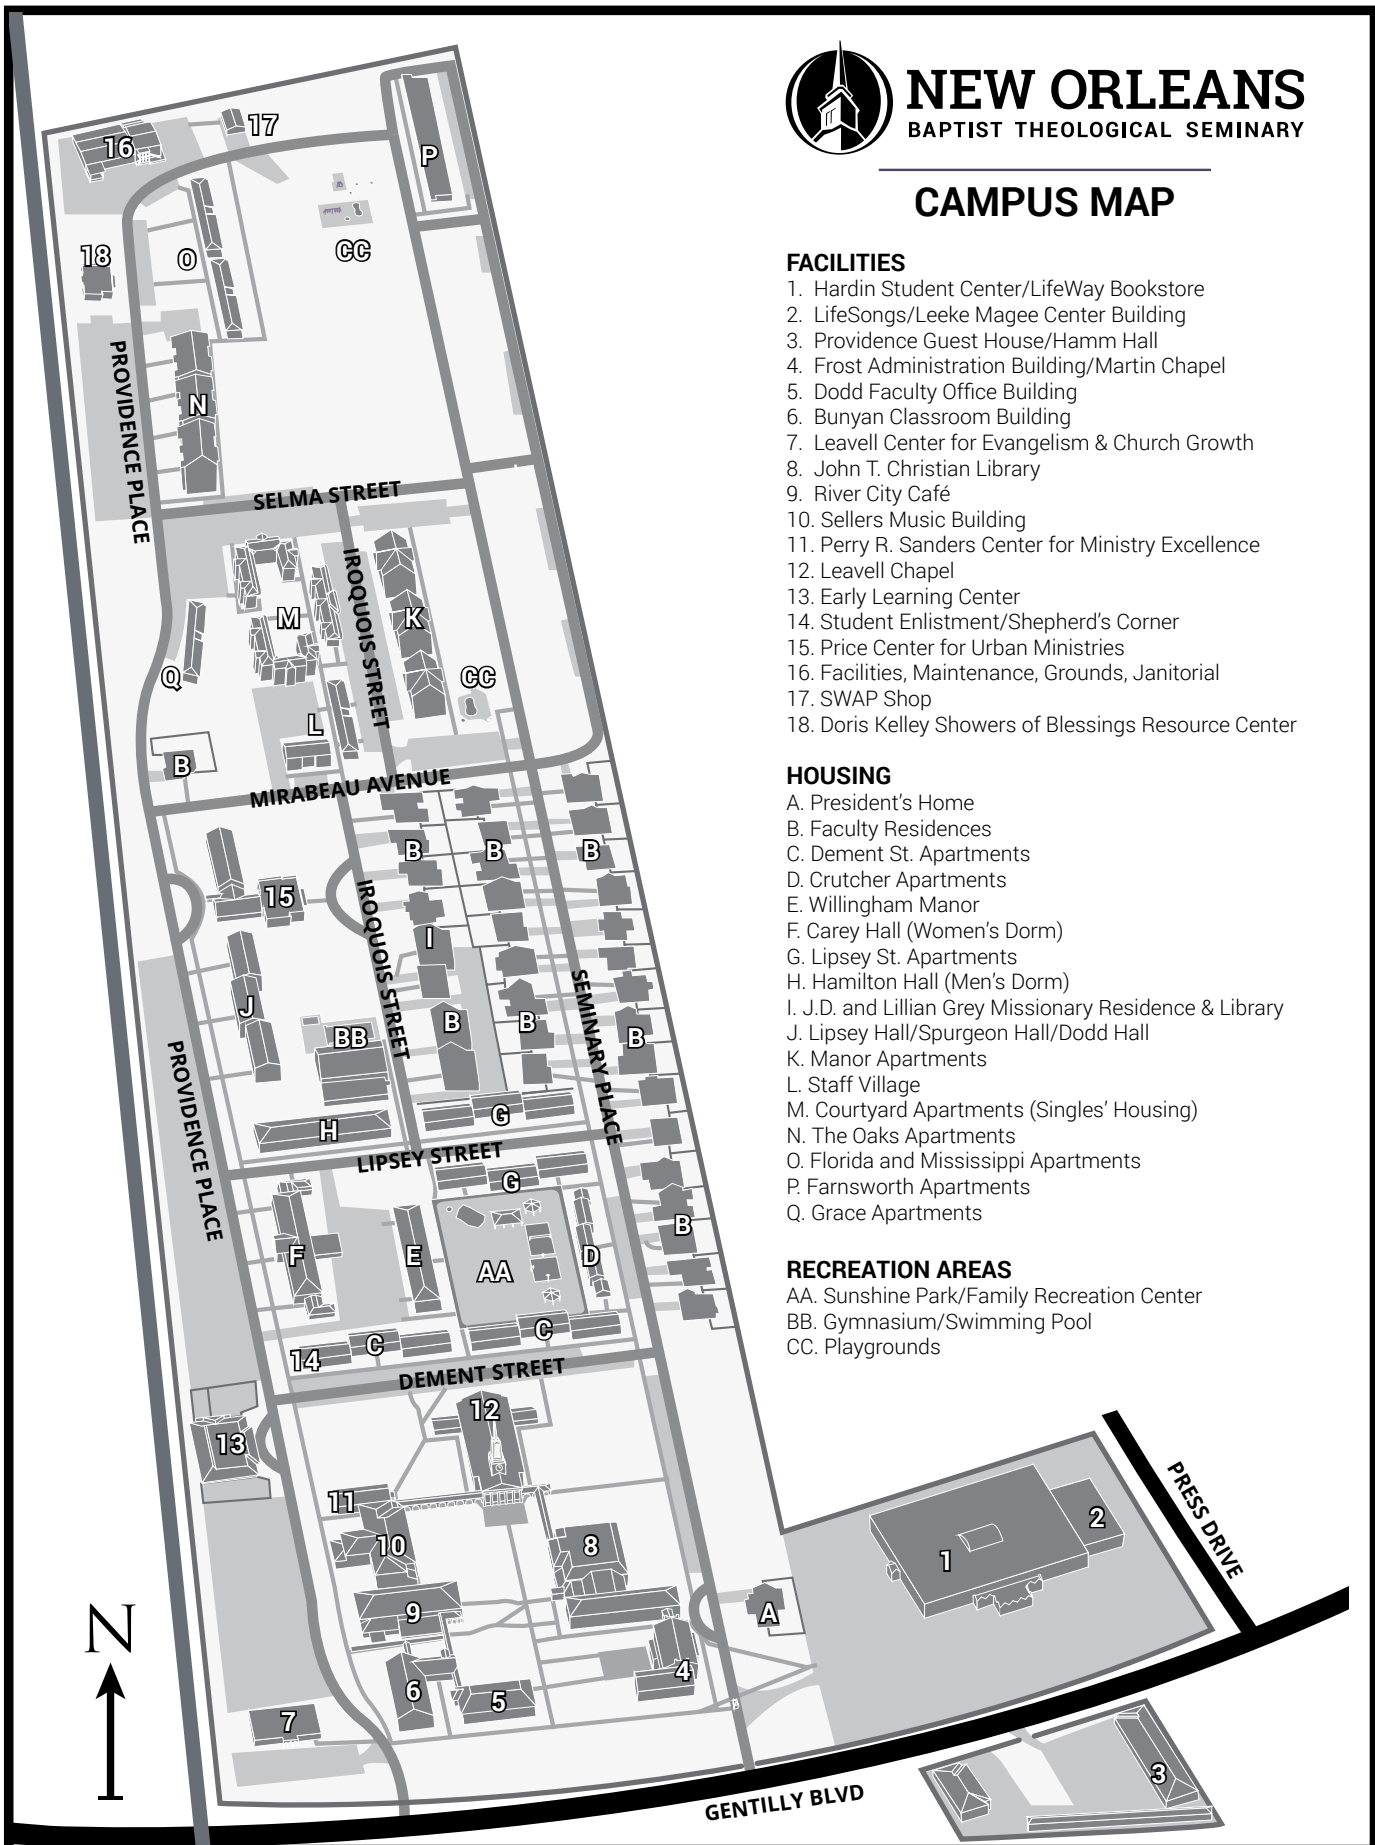 NEW ORLEANS
BAPTIST THEOLOGICAL SEMINARY
CAMPUS MAP
FACILITIES
1. Hardin Student Center/LifeWay Bookstore
2. LifeSongs/Leeke Magee Center Building
3. Providence Guest House/Hamm Hall
4. Frost Administration Building/Martin Chapel
5. Dodd Faculty Office Building
6. Bunyan Classroom Building
7. Leavell Center for Evangelism & Church Growth
8. John T. Christian Library
9. River City Café
10. Sellers Music Building
11. Perry R. Sanders Center for Ministry Excellence
12. Leavell Chapel
13. Early Learning Center
14. Student Enlistment/Shepherd's Corner
15. Price Center for Urban Ministries
16. Facilities, Maintenance, Grounds, Janitorial
17. SWAP Shop
18. Doris Kelley Showers of Blessings Resource Center
HOUSING
A. President's Home
B. Faculty Residences
C. Dement St. Apartments
D. Crutcher Apartments
E. Willingham Manor
F. Carey Hall (Women's Dorm)
G. Lipsey St. Apartments
H. Hamilton Hall (Men's Dorm)
I. J.D. and Lillian Grey Missionary Residence & Library
J. Lipsey Hall/Spurgeon Hall/Dodd Hall
K. Manor Apartments
L. Staff Village
M. Courtyard Apartments (Singles' Housing)
N. The Oaks Apartments
O. Florida and Mississippi Apartments
P. Farnsworth Apartments
Q. Grace Apartments
RECREATION AREAS
AA. Sunshine Park/Family Recreation Center
BB. Gymnasium/Swimming Pool
CC. Playgrounds
16
17
P
18
O
CC
PROVIDENCE PLACE
N
SELMA STREET
IROQUOIS STREET
M
K
Q
CC
L
B
MIRABEAU AVENUE
B
B
B
15
IROQUOIS STREET
I
SEMINARY PLACE
J
BB
B
B
B
PROVIDENCE PLACE
H
G
LIPSEY STREET
G
F
E
AA
D
B
14
C
C
DEMENT STREET
12
13
11
10
8
9
6
5
4
7
A
1
2
3
PRESS DRIVE
GENTILLY BLVD
N